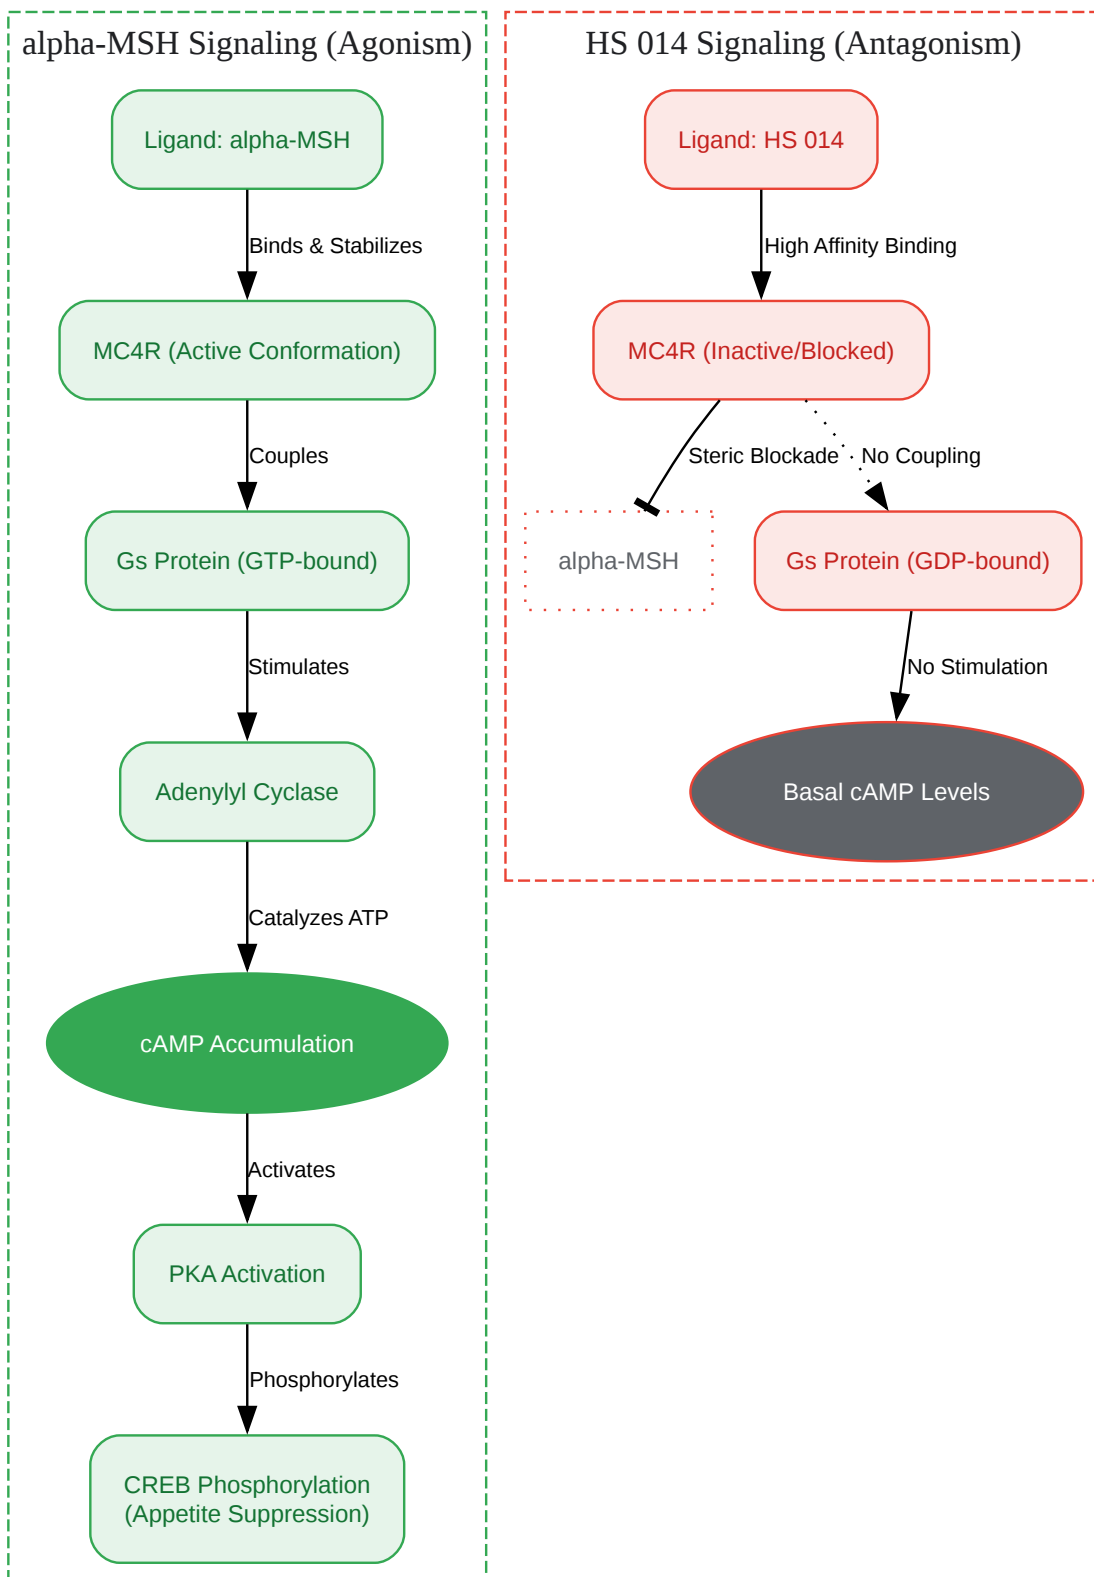 alpha-MSH Signaling (Agonism)
Ligand: alpha-MSH
Binds & Stabilizes
MC4R (Active Conformation)
Couples
Gs Protein (GTP-bound)
Stimulates
Adenylyl Cyclase
Catalyzes ATP
cAMP Accumulation
Activates
PKA Activation
Phosphorylates
CREB Phosphorylation
(Appetite Suppression)
HS 014 Signaling (Antagonism)
Ligand: HS 014
High Affinity Binding
MC4R (Inactive/Blocked)
Steric Blockade
No Coupling
alpha-MSH
Gs Protein (GDP-bound)
No Stimulation
Basal cAMP Levels